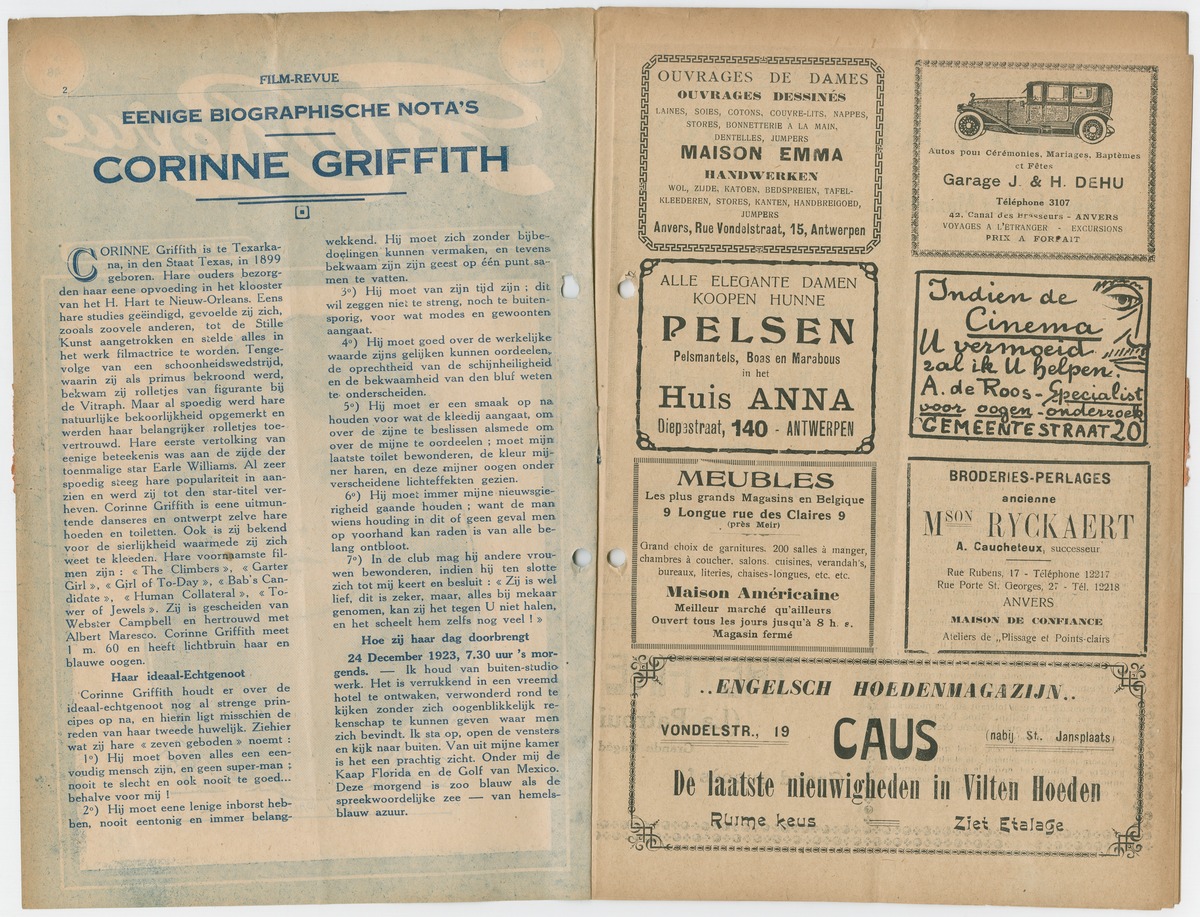 2
FILM-REVUE
EENIGE BIOGRAPHISCHE NOTA'S
CORINNE GRIFFITH
CORINNE Griffith is te Texarka-
na, in den Staat Texas, in 1899
geboren. Hare ouders bezorg-
den haar eene opvoeding in het klooster
van het H. Hart te Nieuw-Orleans. Eens
hare studies geëindigd, gevoelde zij zich,
zooals zoovele anderen, tot de Stille
Kunst aangetrokken en stelde alles in
het werk filmactrice te worden. Tenge-
volge van een schoonheidswedstrijd,
waarin zij als primus bekroond werd,
bekwam zij rolletjes van figurante bij
de Vitraph. Maar al spoedig werd hare
natuurlijke bekoorlijkheid opgemerkt en
werden haar belangrijker rolletjes toe-
vertrouwd. Hare eerste vertolking van
eenige beteekenis was aan de zijde der
toenmalige star Earle Williams. Al zeer
spoedig steeg hare populariteit in aan-
zien en werd zij tot den star-titel ver-
heven. Corinne Griffith is eene uitmun-
tende danseres en ontwerpt zelve hare
hoeden en toiletten. Ook is zij bekend
voor de sierlijkheid waarmede zij zich
weet te kleeden. Hare voornaamste fil-
men zijn : « The Climbers », « Garter
Girl », « Girl of To-Day », « Bab's Can-
didate », « Human Collateral », « To-
wer of Jewels ». Zij is gescheiden van
Webster Campbell en hertrouwd met
Albert Maresco. Corinne Griffith meet
1 m. 60 en heeft lichtbruin haar en
blauwe oogen.
Haar ideaal-Echtgenoot
Corinne Griffith houdt er over de
ideaal-echtgenoot nog al strenge prin-
cipes op na, en hierin ligt misschien de
reden van haar tweede huwelijk. Ziehier
wat zij hare « zeven geboden » noemt :
1º) Hij moet boven alles een een-
voudig mensch zijn, en geen super-man ;
nooit te slecht en ook nooit te goed...
behalve voor mij !
2º) Hij moet eene lenige inborst heb-
ben, nooit eentonig en immer belang-
wekkend. Hij moet zich zonder bijbe-
doelingen kunnen vermaken, en tevens
bekwaam zijn zijn geest op één punt sa-
men te vatten.
3º) Hij moet van zijn tijd zijn ; dit
wil zeggen niet te streng, noch te buiten-
sporig, voor wat modes en gewoonten
aangaat.
4º) Hij moet goed over de werkelijke
waarde zijns gelijken kunnen oordeelen,
de oprechtheid van de schijnheiligheid
en de bekwaamheid van den bluf weten
te onderscheiden.
5º) Hij moet er een smaak op na
houden voor wat de kleedij aangaat, om
over de zijne te beslissen alsmede om
over de mijne te oordeelen ; moet mijn
laatste toilet bewonderen, de kleur mij-
ner haren, en deze mijner oogen onder
verscheidene lichteffekten gezien.
6º) Hij moet immer mijne nieuwsgie-
righeid gaande houden ; want de man
wiens houding in dit of geen geval men
op voorhand kan raden is van alle be-
lang ontbloot.
7º) In de club mag hij andere vrou-
wen bewonderen, indien hij ten slotte
zich tot mij keert en besluit : « Zij is wel
lief, dit is zeker, maar, alles bij mekaar
genomen, kan zij het tegen U niet halen,
en het scheelt hem zelfs nog veel ! »
Hoe zij haar dag doorbrengt
24 December 1923, 7.30 uur 's mor-
gends. — Ik houd van buiten-studio
werk. Het is verrukkend in een vreemd
hotel te ontwaken, verwonderd rond te
kijken zonder zich oogenblikkelijk re-
kenschap te kunnen geven waar men
zich bevindt. Ik sta op, open de vensters
en kijk naar buiten. Van uit mijne kamer
is het een prachtig zicht. Onder mij de
Kaap Florida en de Golf van Mexico.
Deze morgend is zoo blauw als de
spreekwoordelijke zee — van hemels-
blauw azuur.
OUVRAGES DE DAMES
OUVRAGES DESSINÉS
LAINES, SOIES, COTONS, COUVRE-LITS, NAPPES,
STORES, BONNETTERIE A LA MAIN,
DENTELLES, JUMPERS
MAISON EMMA
HANDWERKEN
WOL, ZIJDE, KATOEN, BEDSPREIEN, TAFEL-
KLEEDEREN, STORES, KANTEN, HANDBREIGOED,
JUMPERS
Anvers, Rue Vondelstraat, 15, Antwerpen
Autos pour Cérémonies, Mariages, Baptêmes
et Fêtes
Garage J. & H. DEHU
Téléphone 3107
42, Canal des Brasseurs - ANVERS
VOYAGES A L'ÉTRANGER - EXCURSIONS
PRIX A FORFAIT
ALLE ELEGANTE DAMEN
KOOPEN HUNNE
PELSEN
Pelsmantels, Boas en Marabous
in het
Huis ANNA
Diepestraat, 140 - ANTWERPEN
Indien de
Cinema
U vermoeid
zal ik U helpen.
A. de Roos - Specialist
voor oogen-onderzoek
GEMEENTESTRAAT 20
MEUBLES
Les plus grands Magasins en Belgique
9 Longue rue des Claires 9
(près Meir)
Grand choix de garnitures. 200 salles à manger,
chambres à coucher, salons, cuisines, verandah's,
bureaux, literies, chaises-longues, etc. etc.
Maison Américaine
Meilleur marché qu'ailleurs
Ouvert tous les jours jusqu'à 8 h. s.
Magasin fermé
BRODERIES-PERLAGES
ancienne
MSON RYCKAERT
A. Caucheteux, successeur
Rue Rubens, 17 - Téléphone 12217
Rue Porte St. Georges, 27 - Tél. 12218
ANVERS
MAISON DE CONFIANCE
Ateliers de „Plissage et Points-clairs
..ENGELSCH HOEDENMAGAZIJN..
VONDELSTR., 19
CAUS
(nabij St. Jansplaats)
De laatste nieuwigheden in Vilten Hoeden
Ruime keus
Ziet Etalage